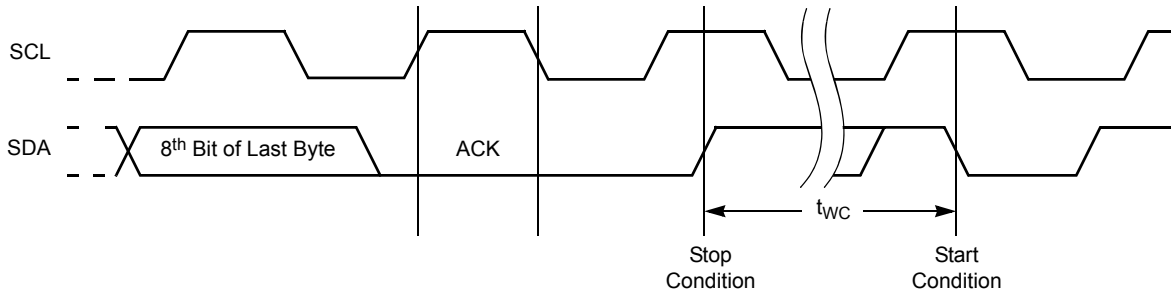 SCL
SDA
8th Bit of Last Byte
ACK
tWC
Stop
Condition
Start
Condition